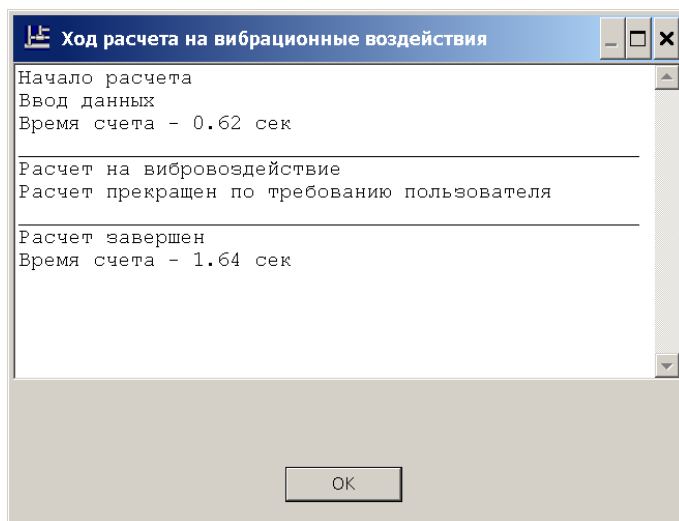 Ход расчета на вибрационные воздействия
Начало расчета
Ввод данных
Время счета - 0.62 сек
Расчет на вибровоздействие
Расчет прекращен по требованию пользователя
Расчет завершен
Время счета - 1.64 сек
OK